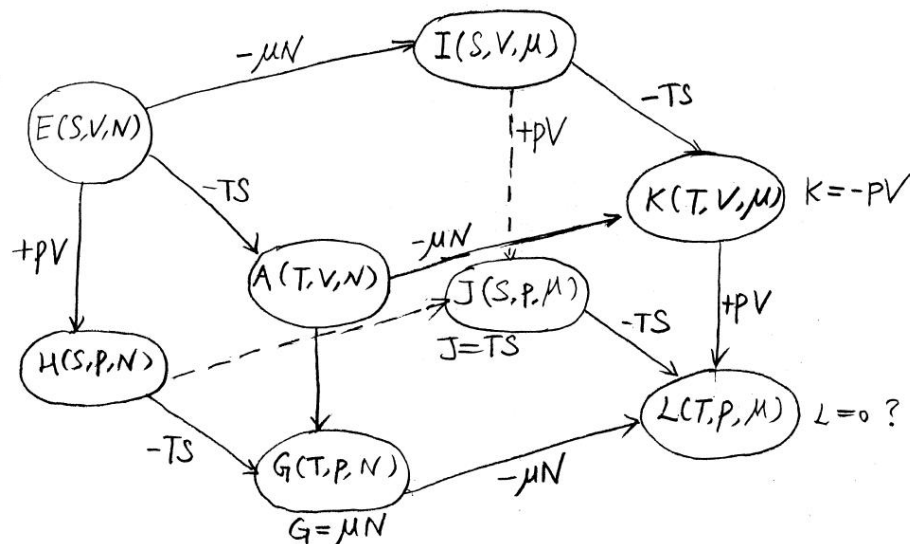 I(S,V,μ)
-μN
-TS
E(S,V,N)
+pV
-TS
K(T,V,μ) K=-pV
-μN
+pV
A(T,V,N)
J(S,P,μ)
+pV
-TS
J=TS
H(S,P,N)
L(T,P,μ) L=0 ?
-TS
G(T,P,N)
-μN
G=μN